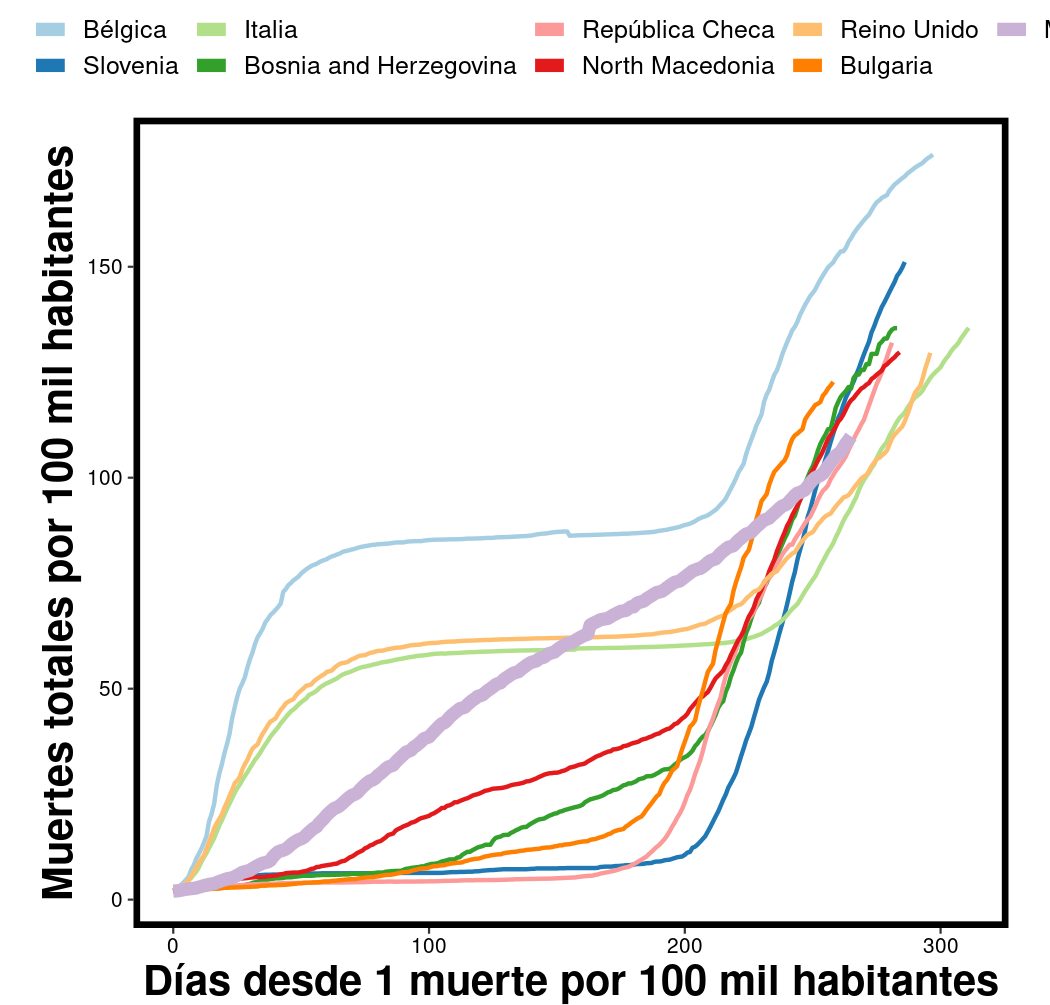 Bélgica Italia República Checa Reino Unido
Slovenia Bosnia and Herzegovina North Macedonia Bulgaria
Muertes totales por 100 mil habitantes
150
100
50
0
0 100 200 300
Días desde 1 muerte por 100 mil habitantes